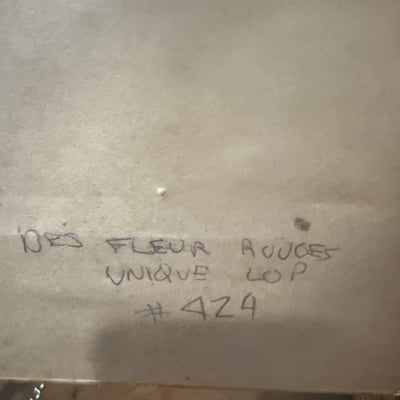 DES FLEUR ROUGES
UNIQUE LOP
#424